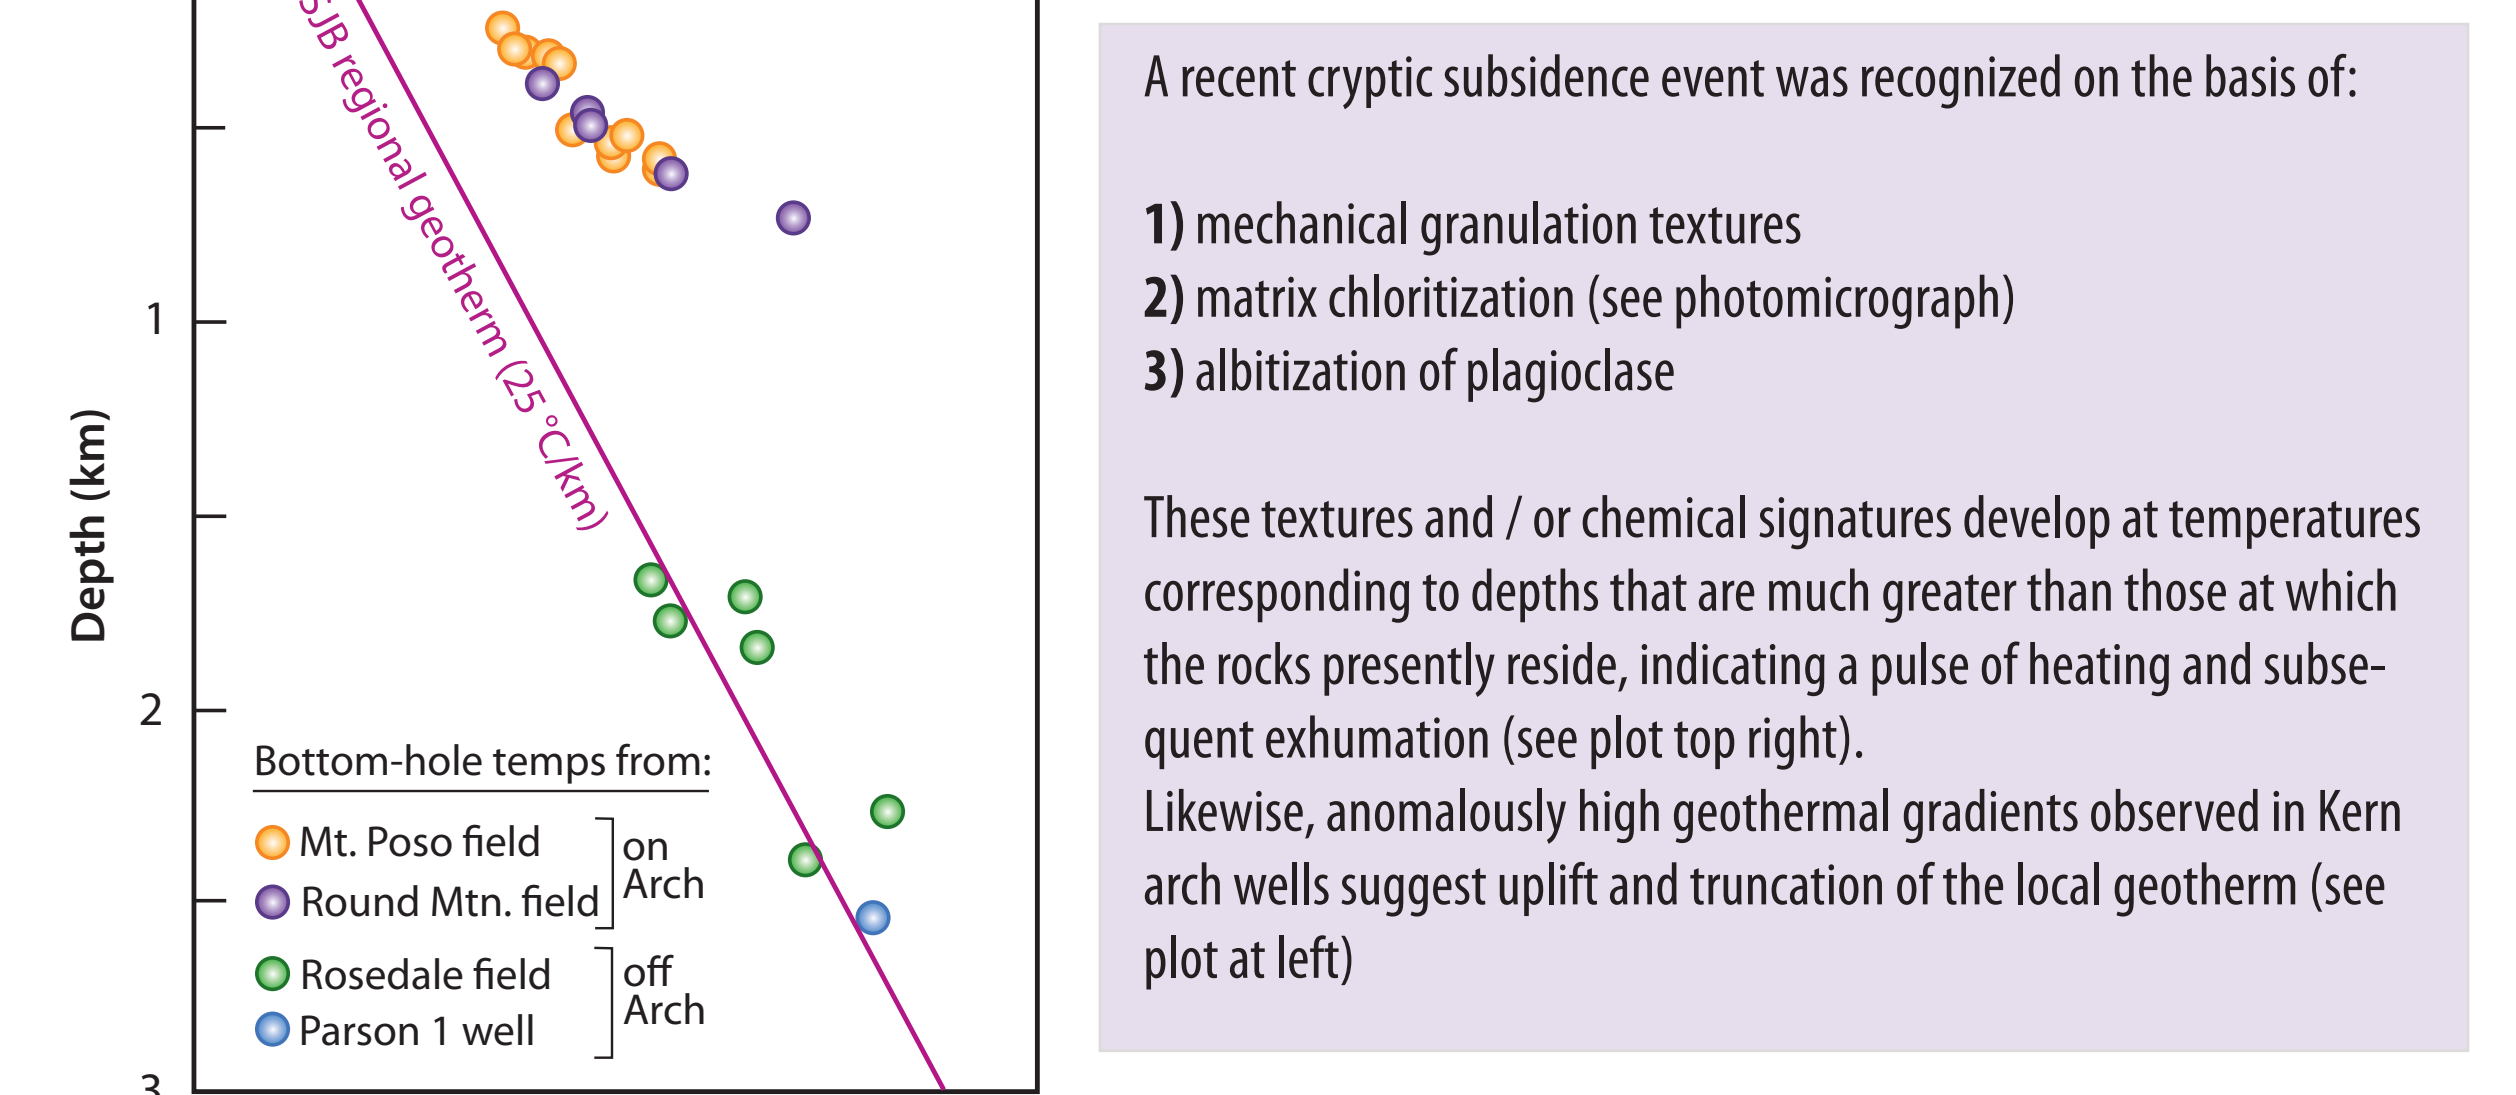 SJB regional geotherm (25 °C/km)
1
2
3
Depth (km)
Bottom-hole temps from:
Mt. Poso field
Round Mtn. field
on
Arch
Rosedale field
Parson 1 well
off
Arch
A recent cryptic subsidence event was recognized on the basis of:
1) mechanical granulation textures
2) matrix chloritization (see photomicrograph)
3) albitization of plagioclase
These textures and / or chemical signatures develop at temperatures
corresponding to depths that are much greater than those at which
the rocks presently reside, indicating a pulse of heating and subse-
quent exhumation (see plot top right).
Likewise, anomalously high geothermal gradients observed in Kern
arch wells suggest uplift and truncation of the local geotherm (see
plot at left)